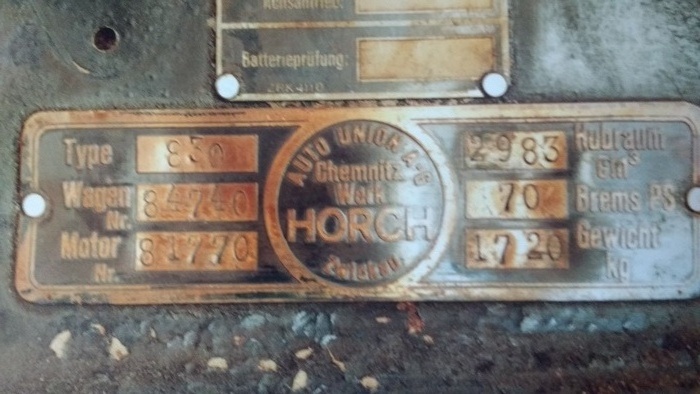 Batterieprüfung:
Type 830
Wagen Nr. 84740
Motor Nr. 81770
AUTO UNION A-G
Chemnitz
Werk
HORCH
Zwickau
2983 Hubraum Cm³
70 Brems PS
1720 Gewicht kg